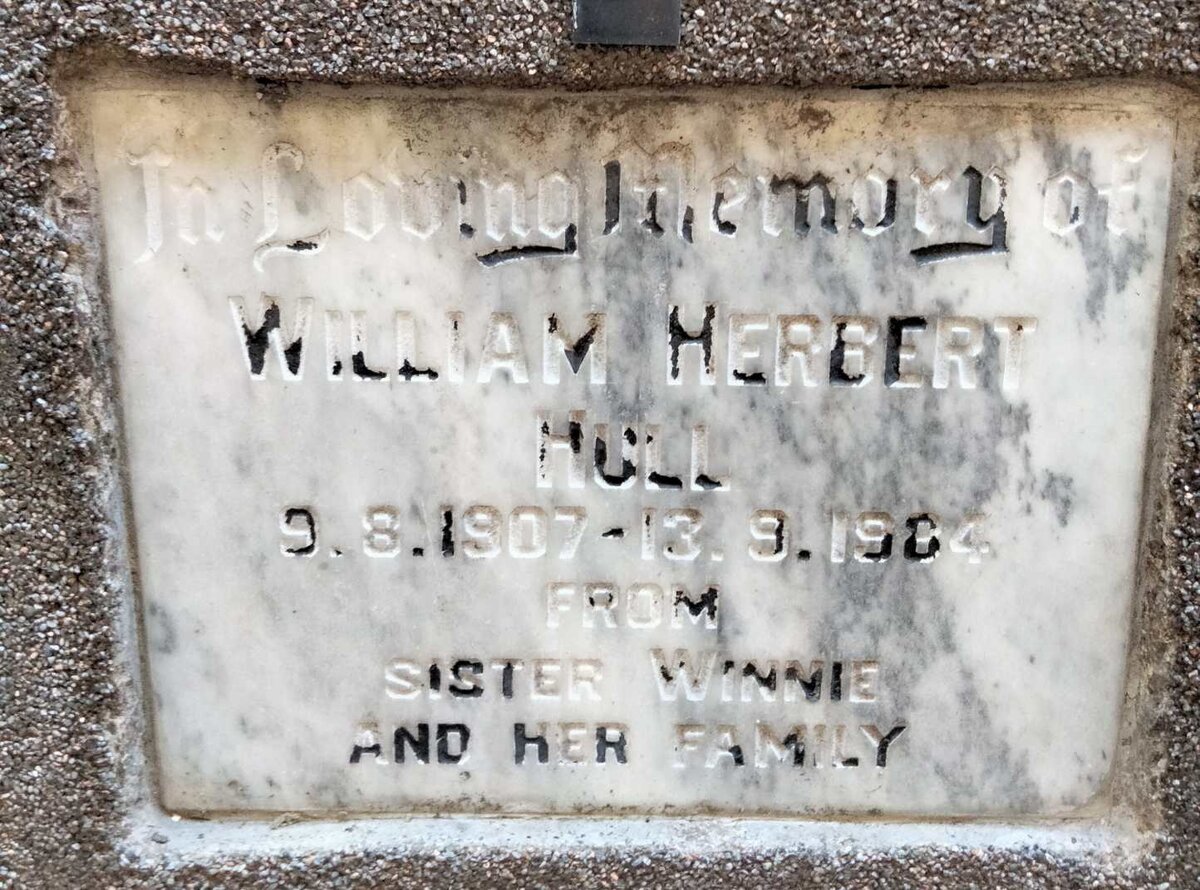 In Loving Memory of
WILLIAM HERBERT
HULL
9.8.1907-13.9.1984
FROM
SISTER WINNIE
AND HER FAMILY